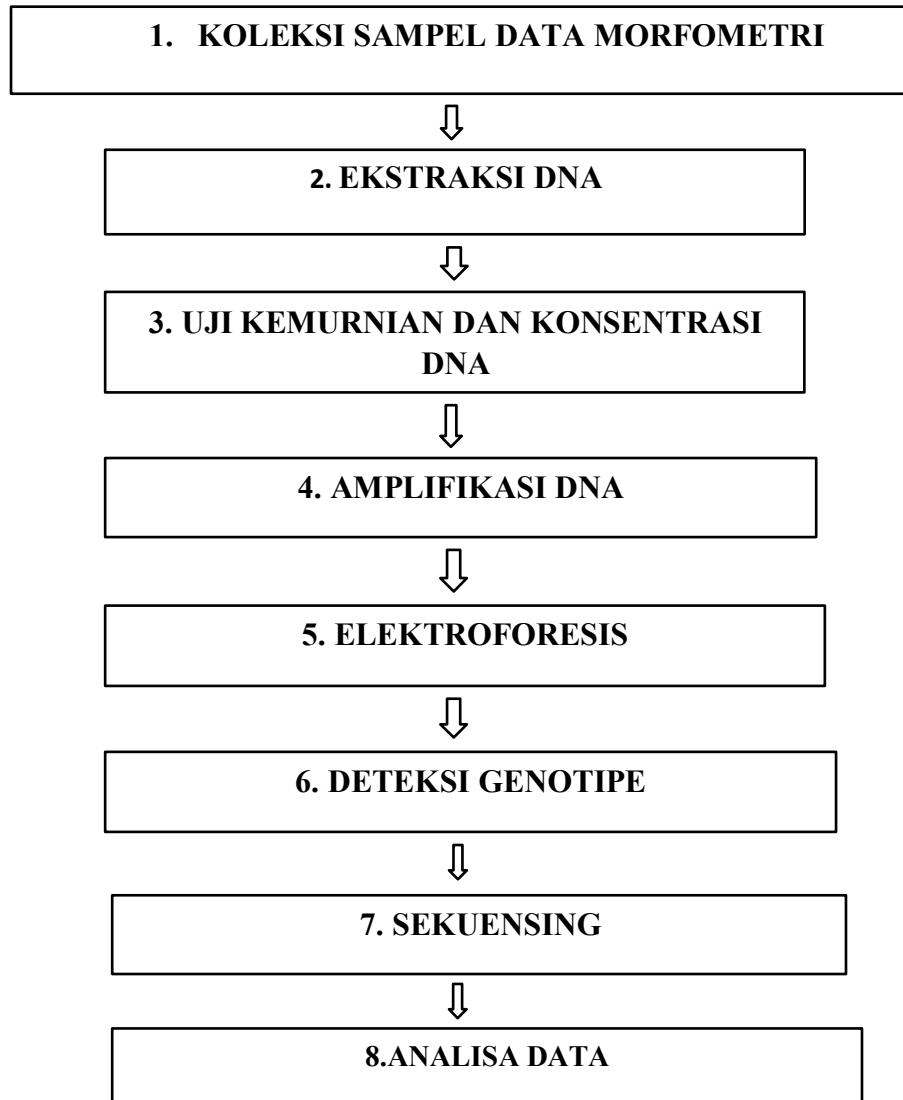 1. KOLEKSI SAMPEL DATA MORFOMETRI
2. EKSTRAKSI DNA
3. UJI KEMURNIAN DAN KONSENTRASI
DNA
4. AMPLIFIKASI DNA
5. ELEKTROFORESIS
6. DETEKSI GENOTIPE
7. SEKUENSING
8.ANALISA DATA